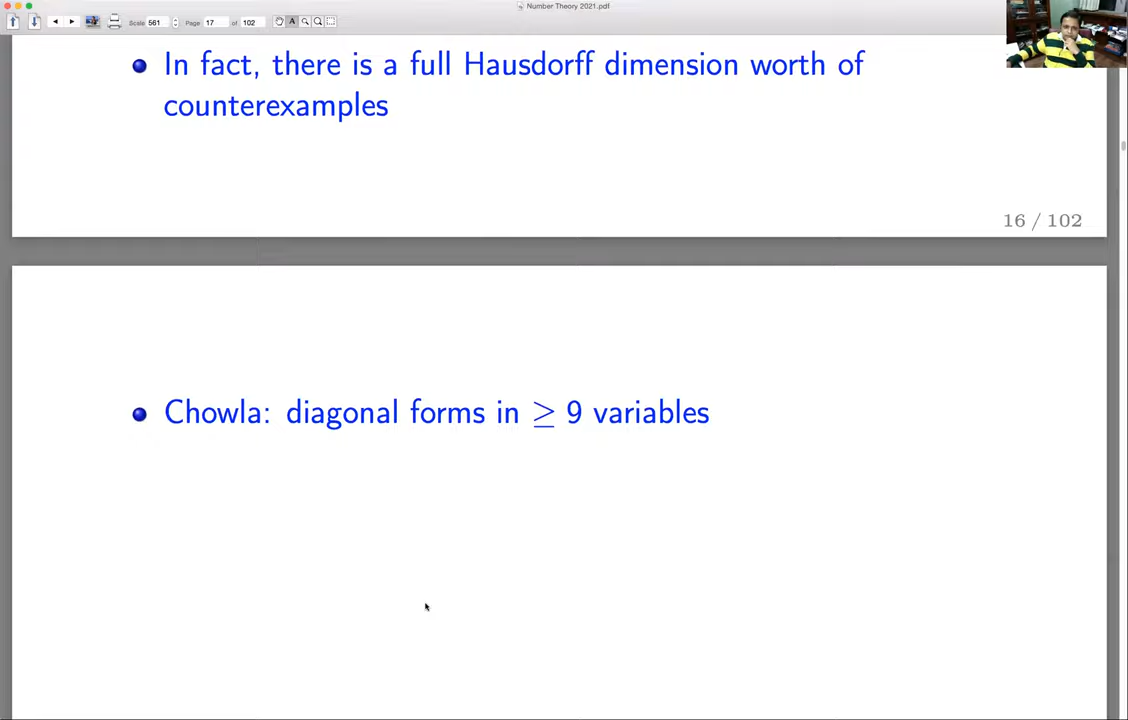 Number Theory 2021.pdf
Scale 561 Page 17 of 102
A
In fact, there is a full Hausdorff dimension worth of
counterexamples
16 / 102
Chowla: diagonal forms in ≥ 9 variables